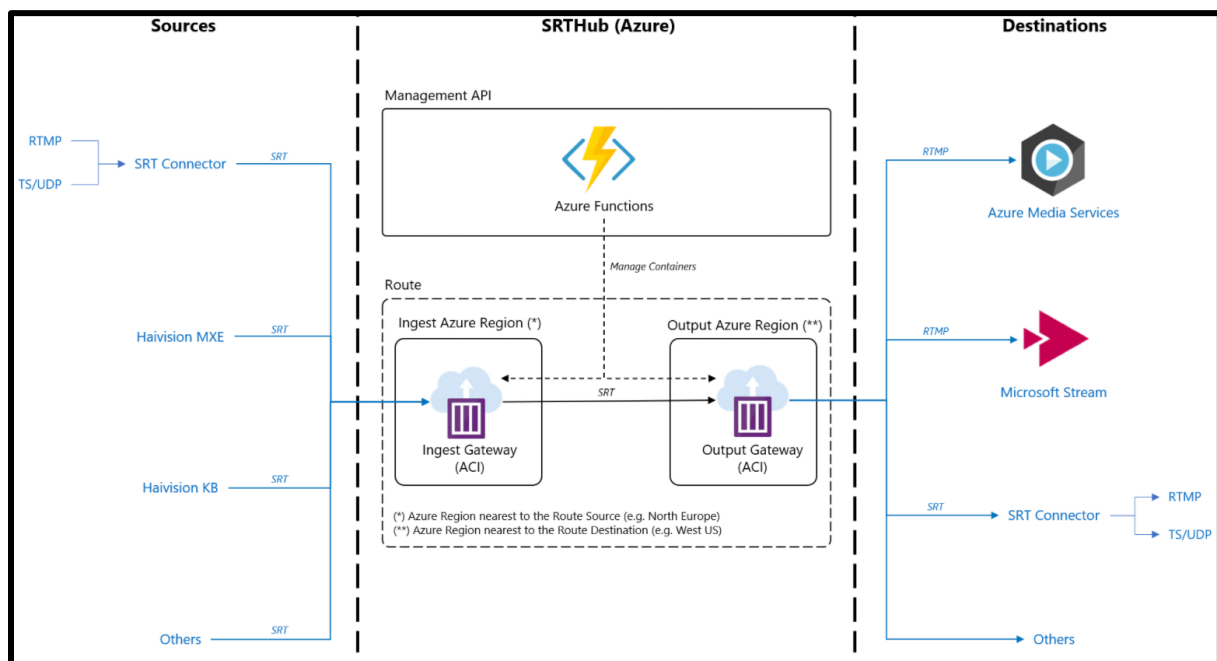 Sources
SRTHub (Azure)
Destinations
RTMP
TS/UDP
SRT Connector
SRT
Haivision MXE
SRT
Haivision KB
SRT
Others
SRT
Management API
Azure Functions
Manage Containers
Route
Ingest Azure Region (*)
Output Azure Region (**)
SRT
Ingest Gateway
(ACI)
Output Gateway
(ACI)
(*) Azure Region nearest to the Route Source (e.g. North Europe)
(**) Azure Region nearest to the Route Destination (e.g. West US)
RTMP
Azure Media Services
RTMP
Microsoft Stream
SRT
SRT Connector
RTMP
TS/UDP
Others